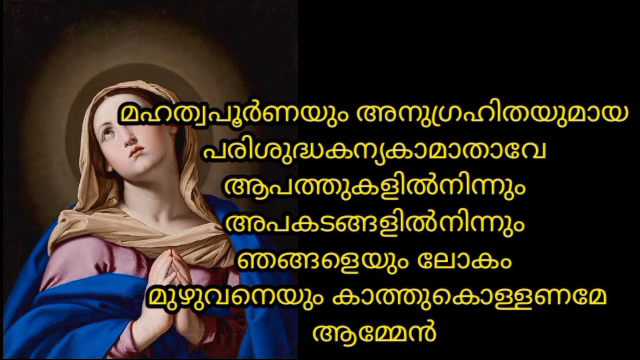 മഹത്വപൂർണയും അനുഗ്രഹിതയുമായ
പരിശുദ്ധകന്യകാമാതാവേ
ആപത്തുകളിൽനിന്നും
അപകടങ്ങളിൽനിന്നും
ഞങ്ങളെയും ലോകം
മുഴുവനെയും കാത്തുകൊള്ളണമേ
ആമ്മേൻ